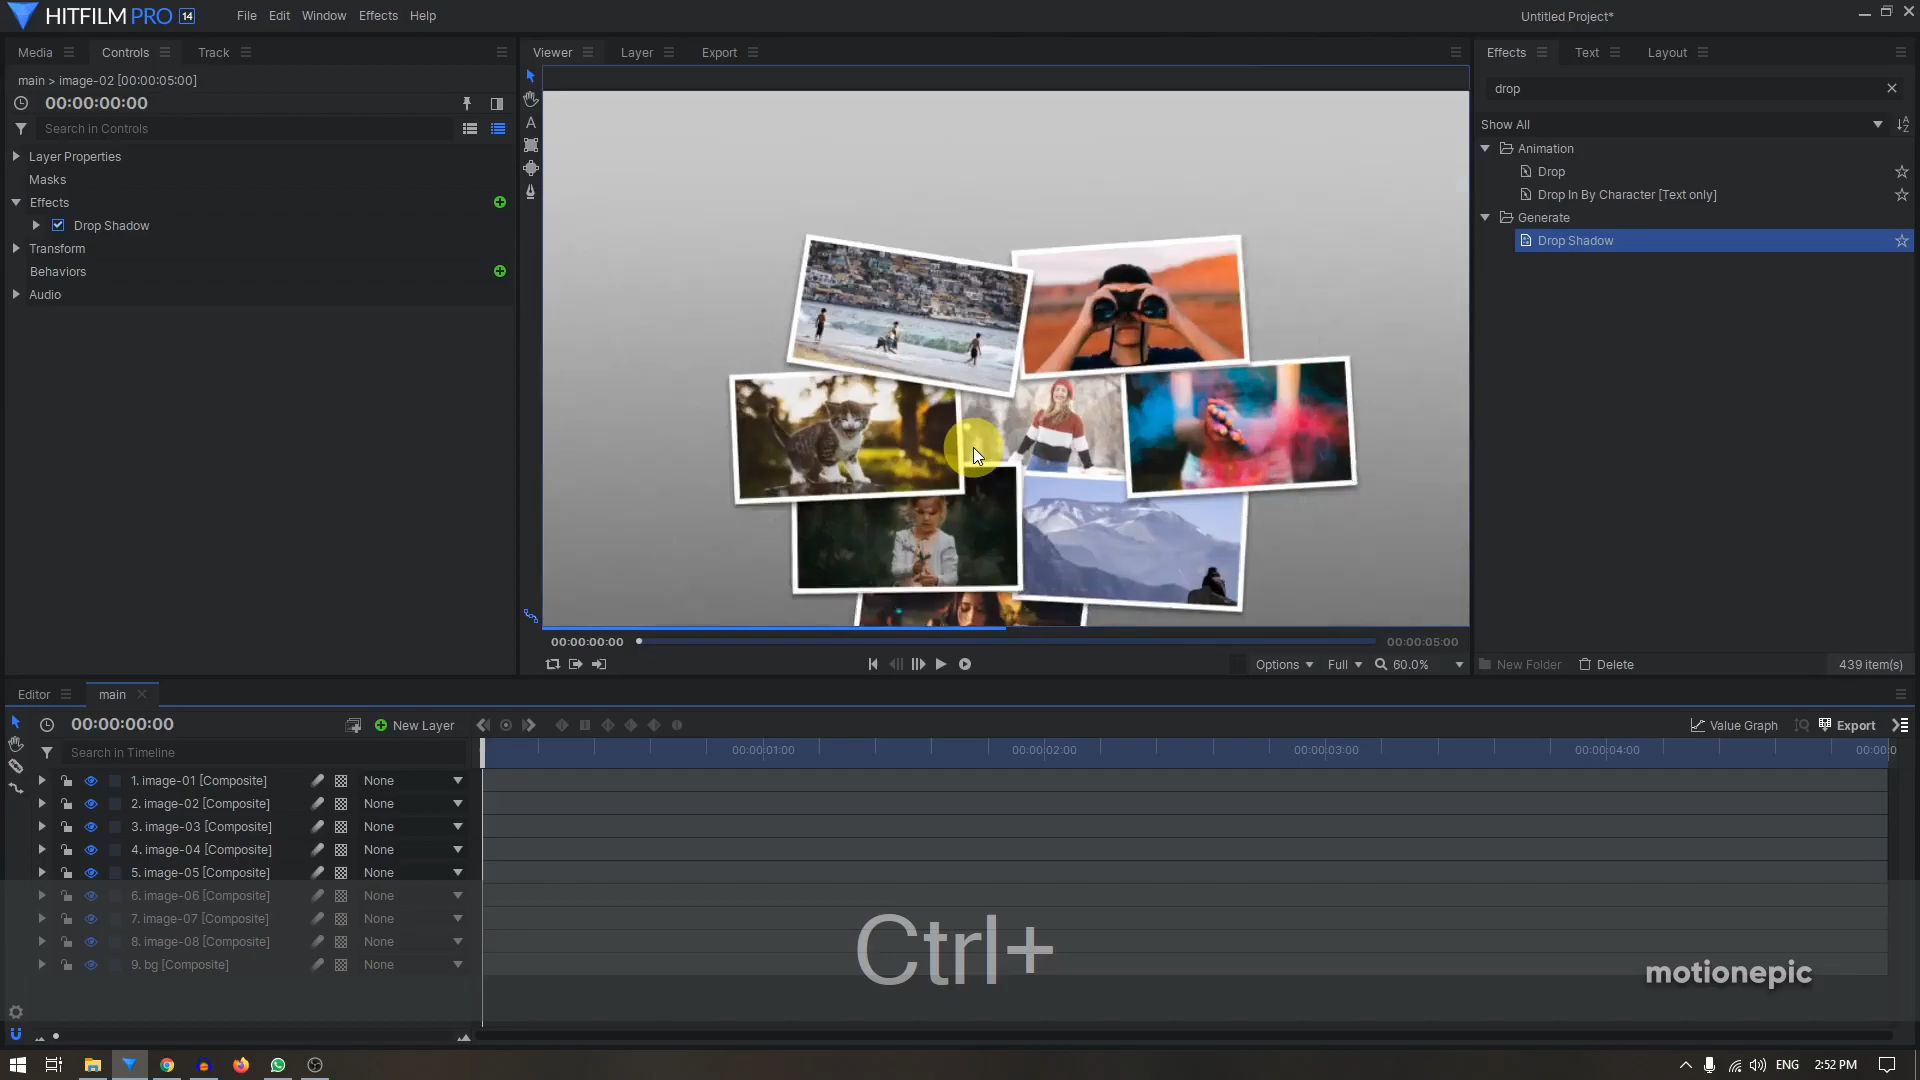 HITFILM PRO 14
File Edit Window Effects Help
Untitled Project*
Media Controls Track
Viewer Layer Export
Effects Text Layout
main > image-02 [00:00:05:00]
00:00:00:00
Search in Controls
Layer Properties
Masks
Effects
Drop Shadow
Transform
Behaviors
Audio
drop
Show All
Animation
Drop
Drop In By Character [Text only]
Generate
Drop Shadow
00:00:00:00
00:00:05:00
Options Full 60.0%
New Folder Delete 439 item(s)
Editor main
00:00:00:00 New Layer
Value Graph Export
Search in Timeline
00:00:01:00 00:00:02:00 00:00:03:00 00:00:04:00 00:00:0
1. image-01 [Composite] None
2. image-02 [Composite] None
3. image-03 [Composite] None
4. image-04 [Composite] None
5. image-05 [Composite] None
6. image-06 [Composite] None
7. image-07 [Composite] None
8. image-08 [Composite] None
9. bg [Composite] None
Ctrl+
motionepic
ENG 2:52 PM